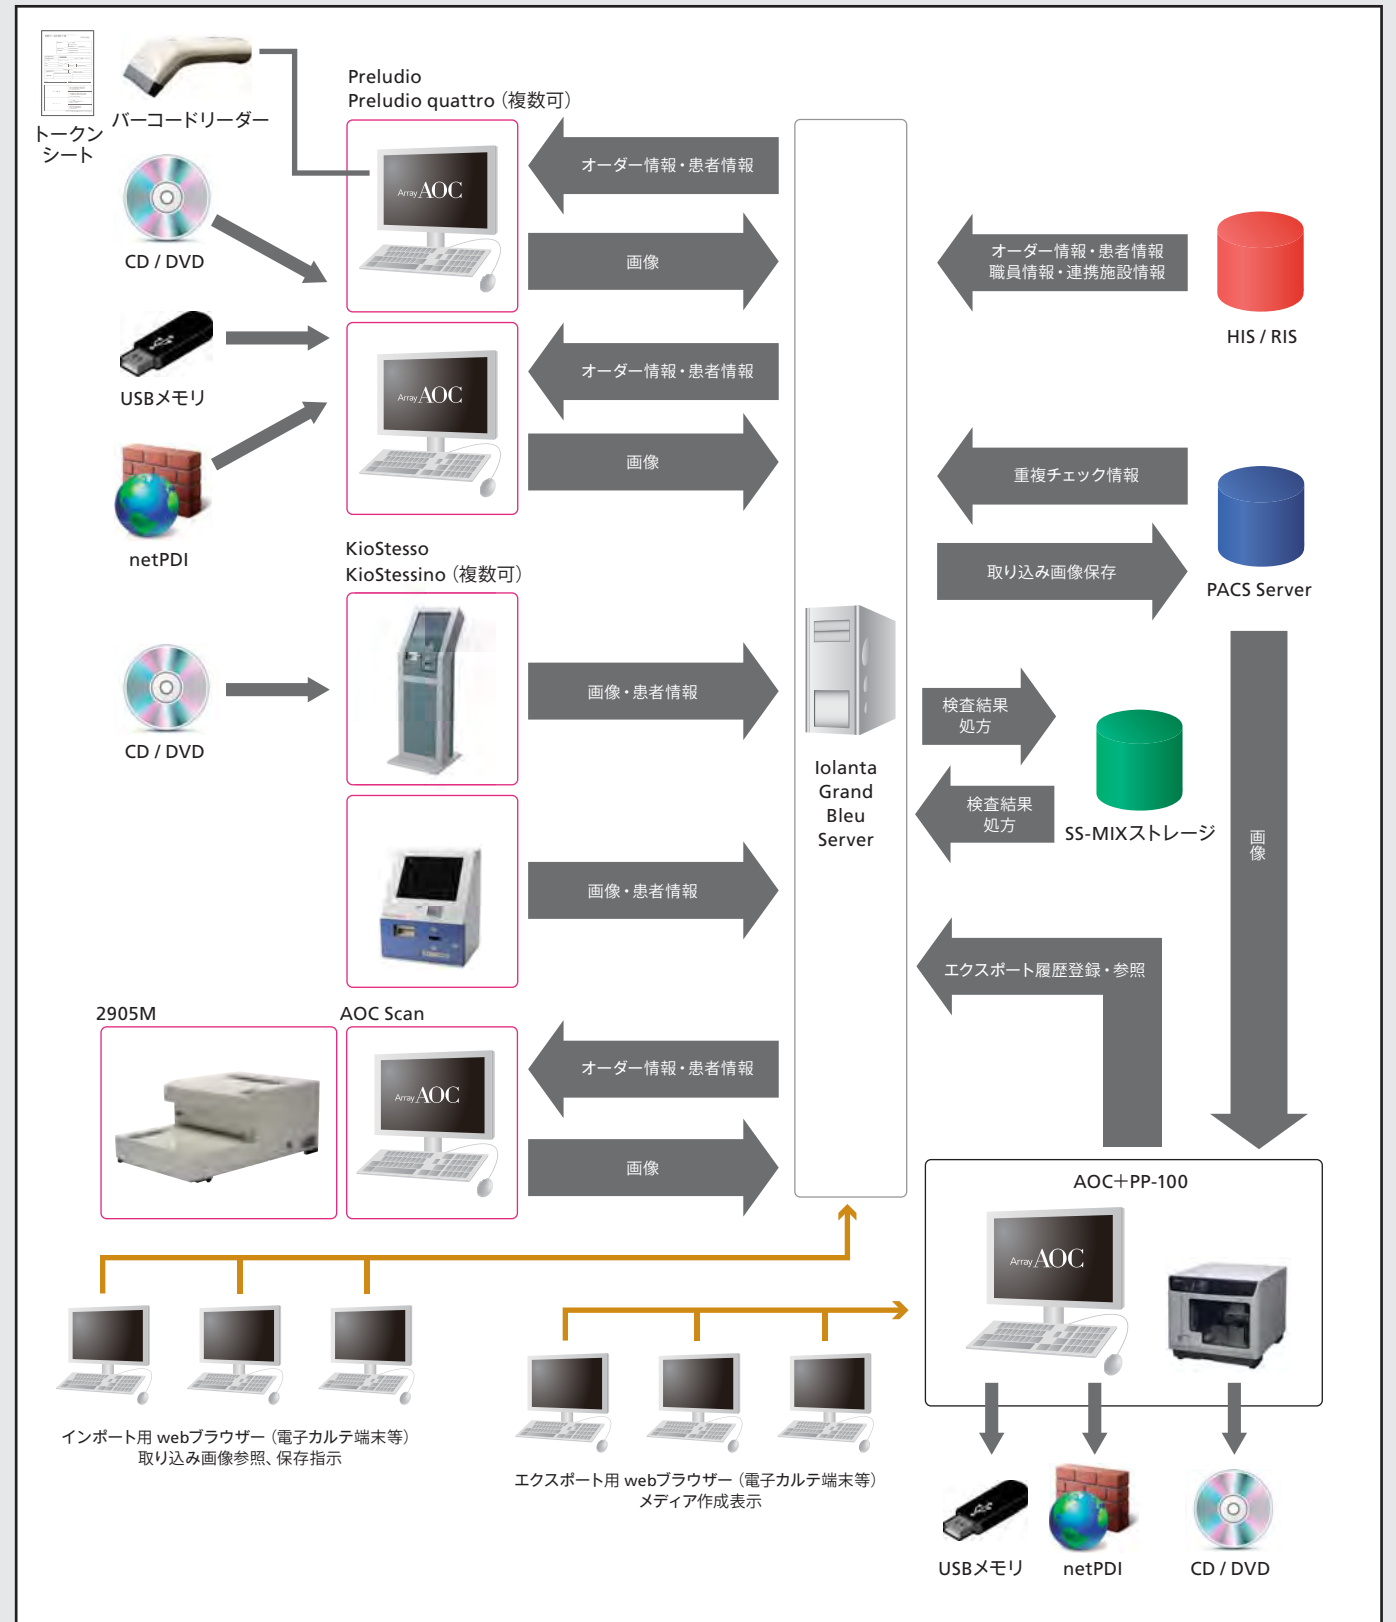 トークン
シート
バーコードリーダー
Preludio
Preludio quattro（複数可）
CD / DVD
Array AOC
オーダー情報・患者情報
画像
オーダー情報・患者情報
職員情報・連携施設情報
HIS / RIS
USBメモリ
Array AOC
オーダー情報・患者情報
画像
netPDI
重複チェック情報
取り込み画像保存
PACS Server
KioStesso
KioStessino（複数可）
CD / DVD
画像・患者情報
Iolanta
Grand
Bleu
Server
検査結果
処方
検査結果
処方
SS-MIXストレージ
画像
画像・患者情報
エクスポート履歴登録・参照
2905M
AOC Scan
Array AOC
オーダー情報・患者情報
画像
AOC＋PP-100
Array AOC
インポート用 webブラウザー（電子カルテ端末等）
取り込み画像参照、保存指示
エクスポート用 webブラウザー（電子カルテ端末等）
メディア作成表示
USBメモリ
netPDI
CD / DVD